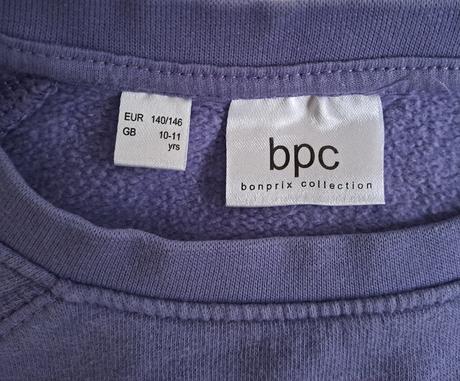 EUR 140/146
GB 10-11
yrs
bpc
bonprix collection